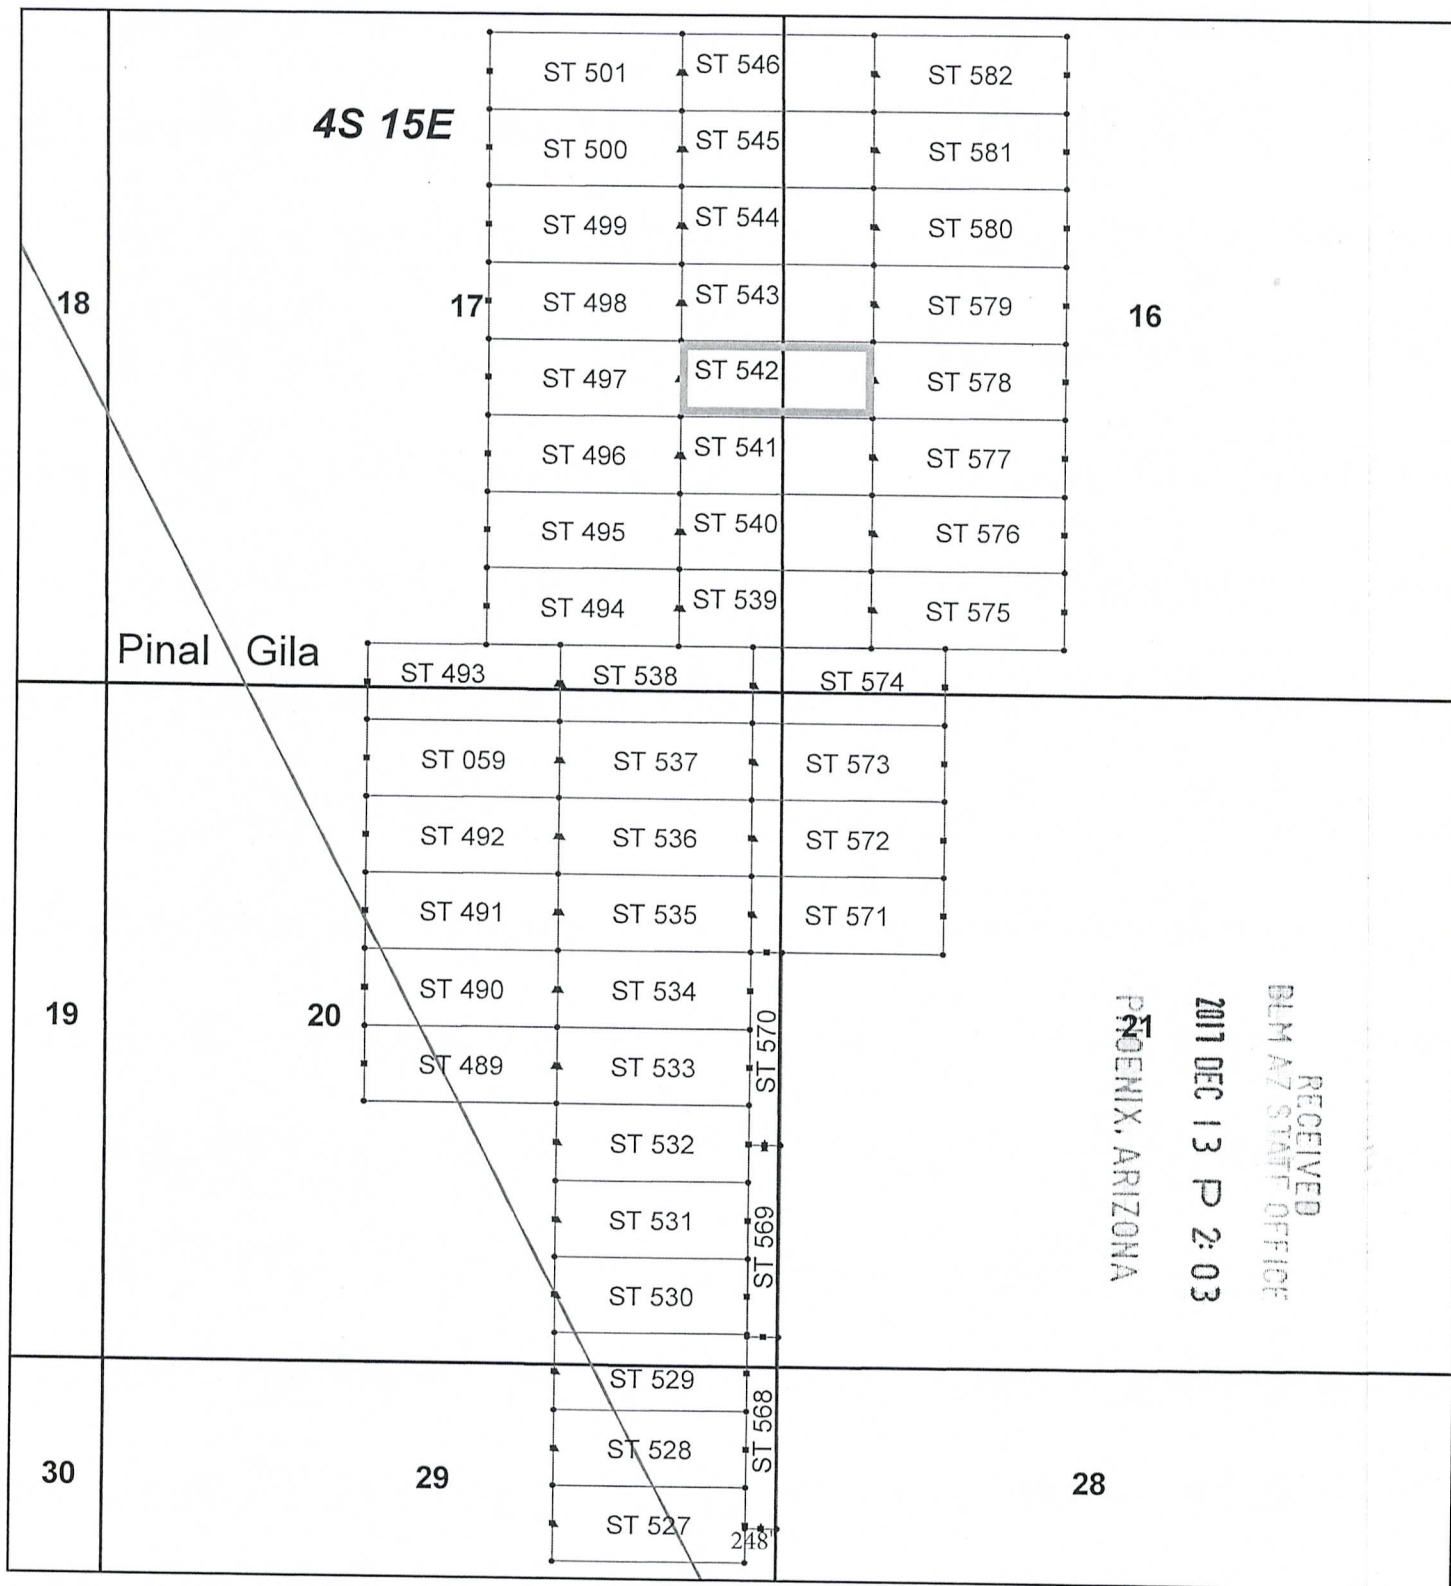 ST 501 ST 546 ST 582
4S 15E
ST 500 ST 545 ST 581
ST 499 ST 544 ST 580
18 17 ST 498 ST 543 ST 579 16
ST 497 ST 542 ST 578
ST 496 ST 541 ST 577
ST 495 ST 540 ST 576
ST 494 ST 539 ST 575
Pinal Gila
ST 493 ST 538 ST 574
ST 059 ST 537 ST 573
ST 492 ST 536 ST 572
ST 491 ST 535 ST 571
ST 490 ST 534
19 20 21
ST 570
ST 489 ST 533
ST 532
ST 531
ST 569
ST 530
ST 529
ST 568
ST 528
30 29 28
ST 527
248'
RECEIVED
BLM AZ STATE OFFICE
2017 DEC 13 P 2:03
PHOENIX, ARIZONA